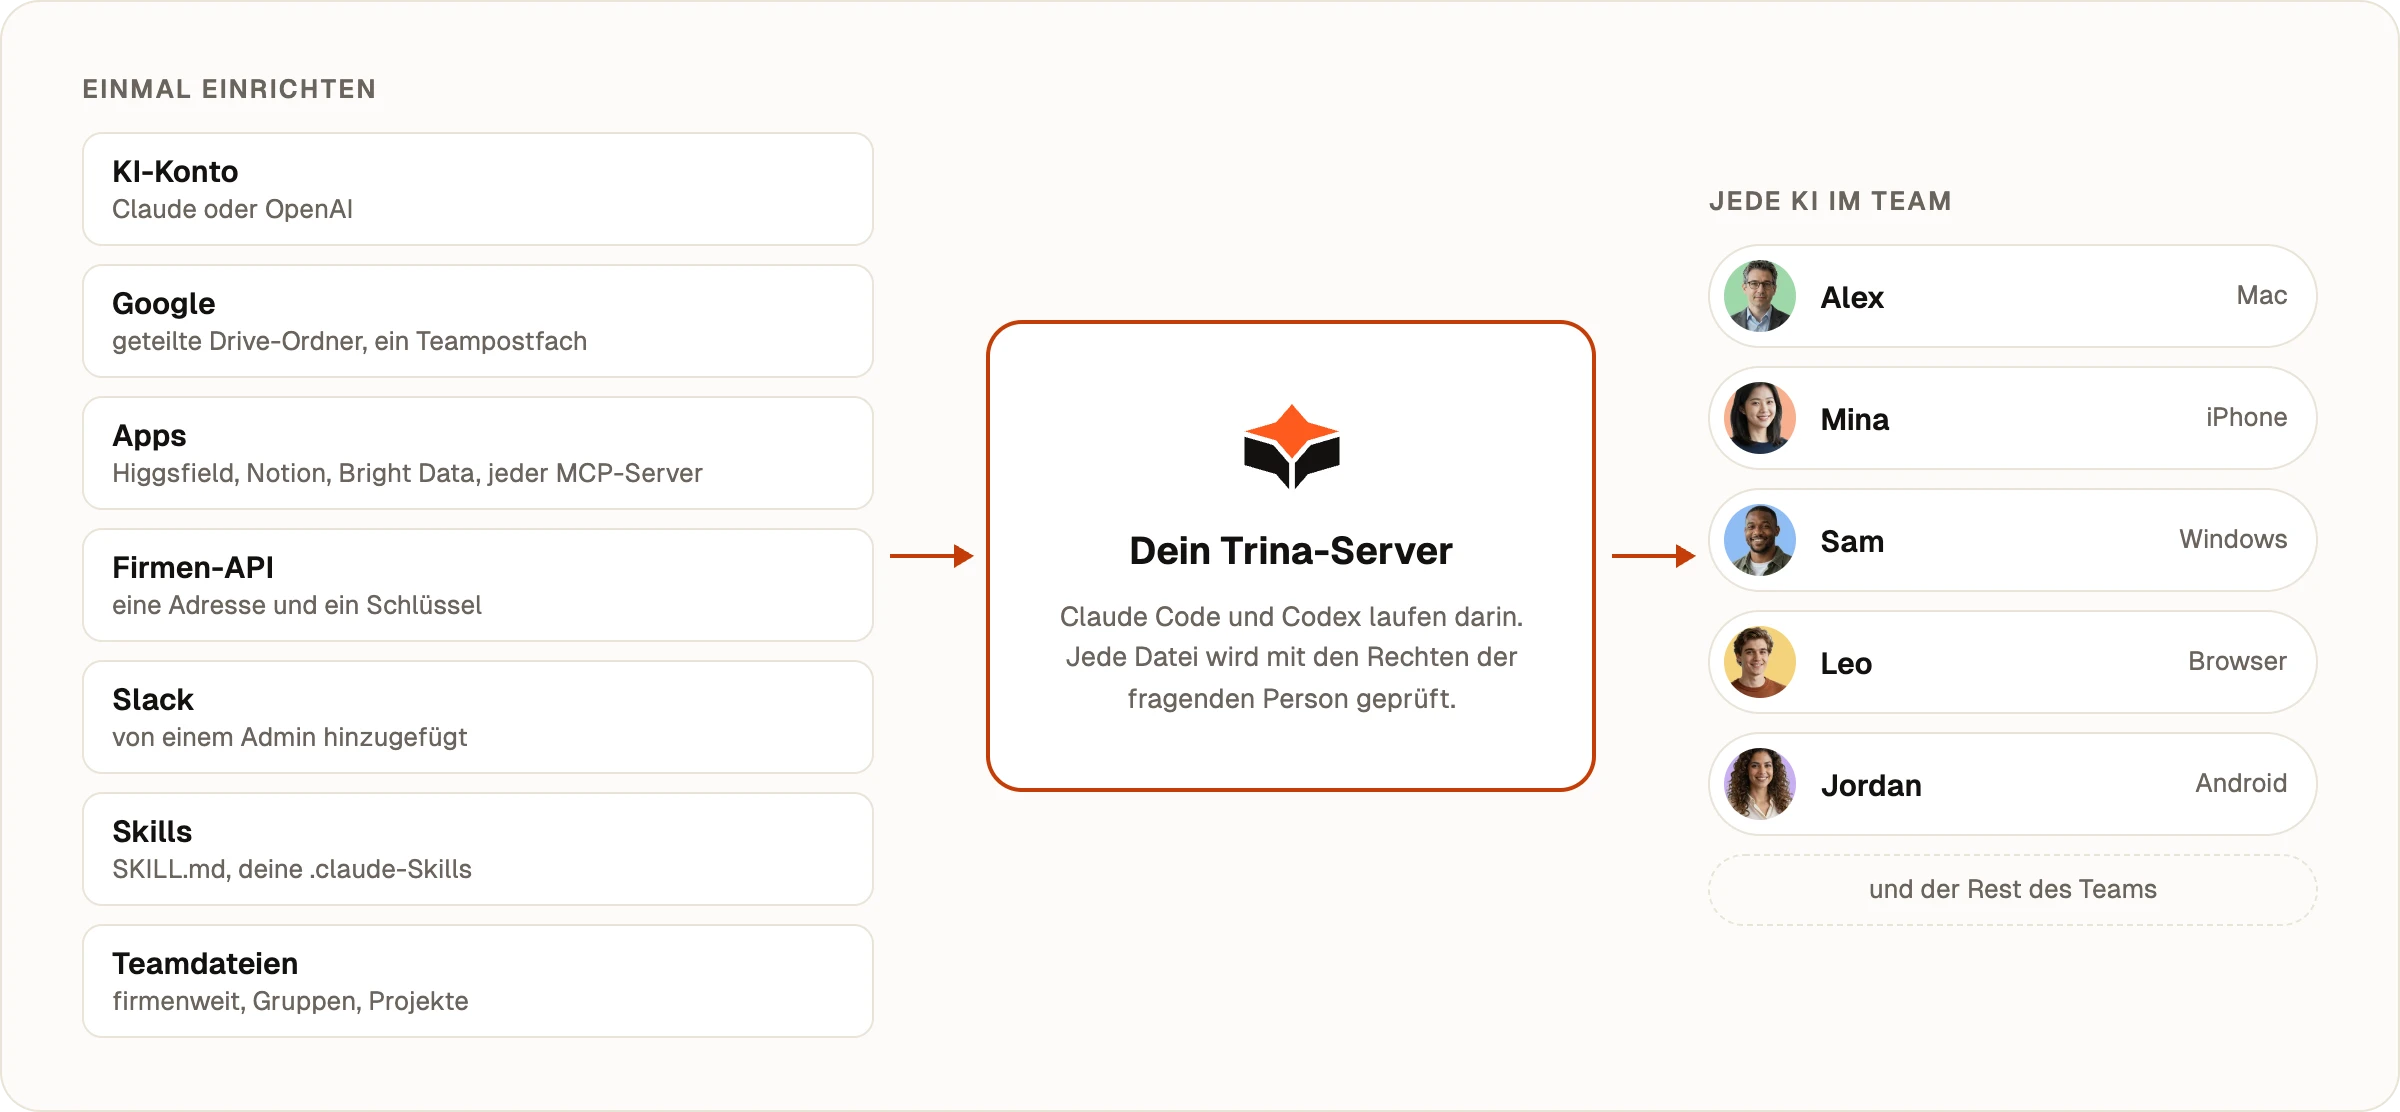 EINMAL EINRICHTEN
KI-Konto
Claude oder OpenAI
Google
geteilte Drive-Ordner, ein Teampostfach
Apps
Higgsfield, Notion, Bright Data, jeder MCP-Server
Firmen-API
eine Adresse und ein Schlüssel
Slack
von einem Admin hinzugefügt
Skills
SKILL.md, deine .claude-Skills
Teamdateien
firmenweit, Gruppen, Projekte
Dein Trina-Server
Claude Code und Codex laufen darin.
Jede Datei wird mit den Rechten der
fragenden Person geprüft.
JEDE KI IM TEAM
Alex Mac
Mina iPhone
Sam Windows
Leo Browser
Jordan Android
und der Rest des Teams